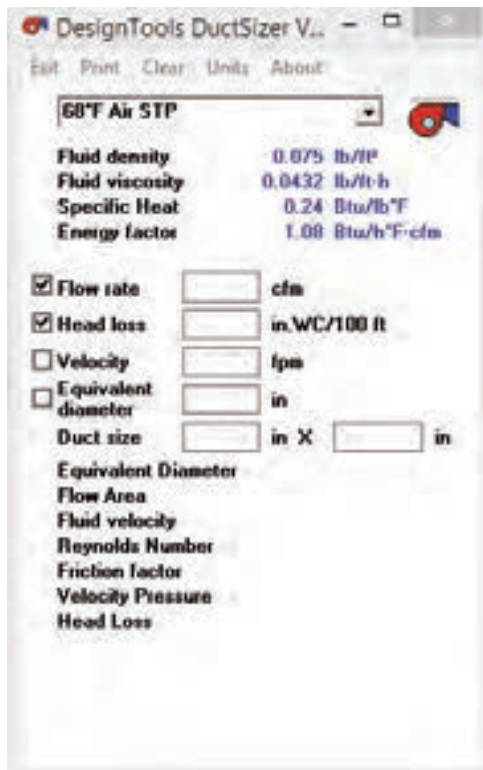 DesignTools DuctSizer V...
Exit Print Clear Units About
60°F Air STP
Fluid density 0.075 lb/ft³
Fluid viscosity 0.0432 lb/ft·h
Specific Heat 0.24 Btu/lb°F
Energy factor 1.08 Btu/h°F·cfm
Flow rate cfm
Head loss in.WC/100 ft
Velocity fpm
Equivalent diameter in
Duct size in X in
Equivalent Diameter
Flow Area
Fluid velocity
Reynolds Number
Friction factor
Velocity Pressure
Head Loss